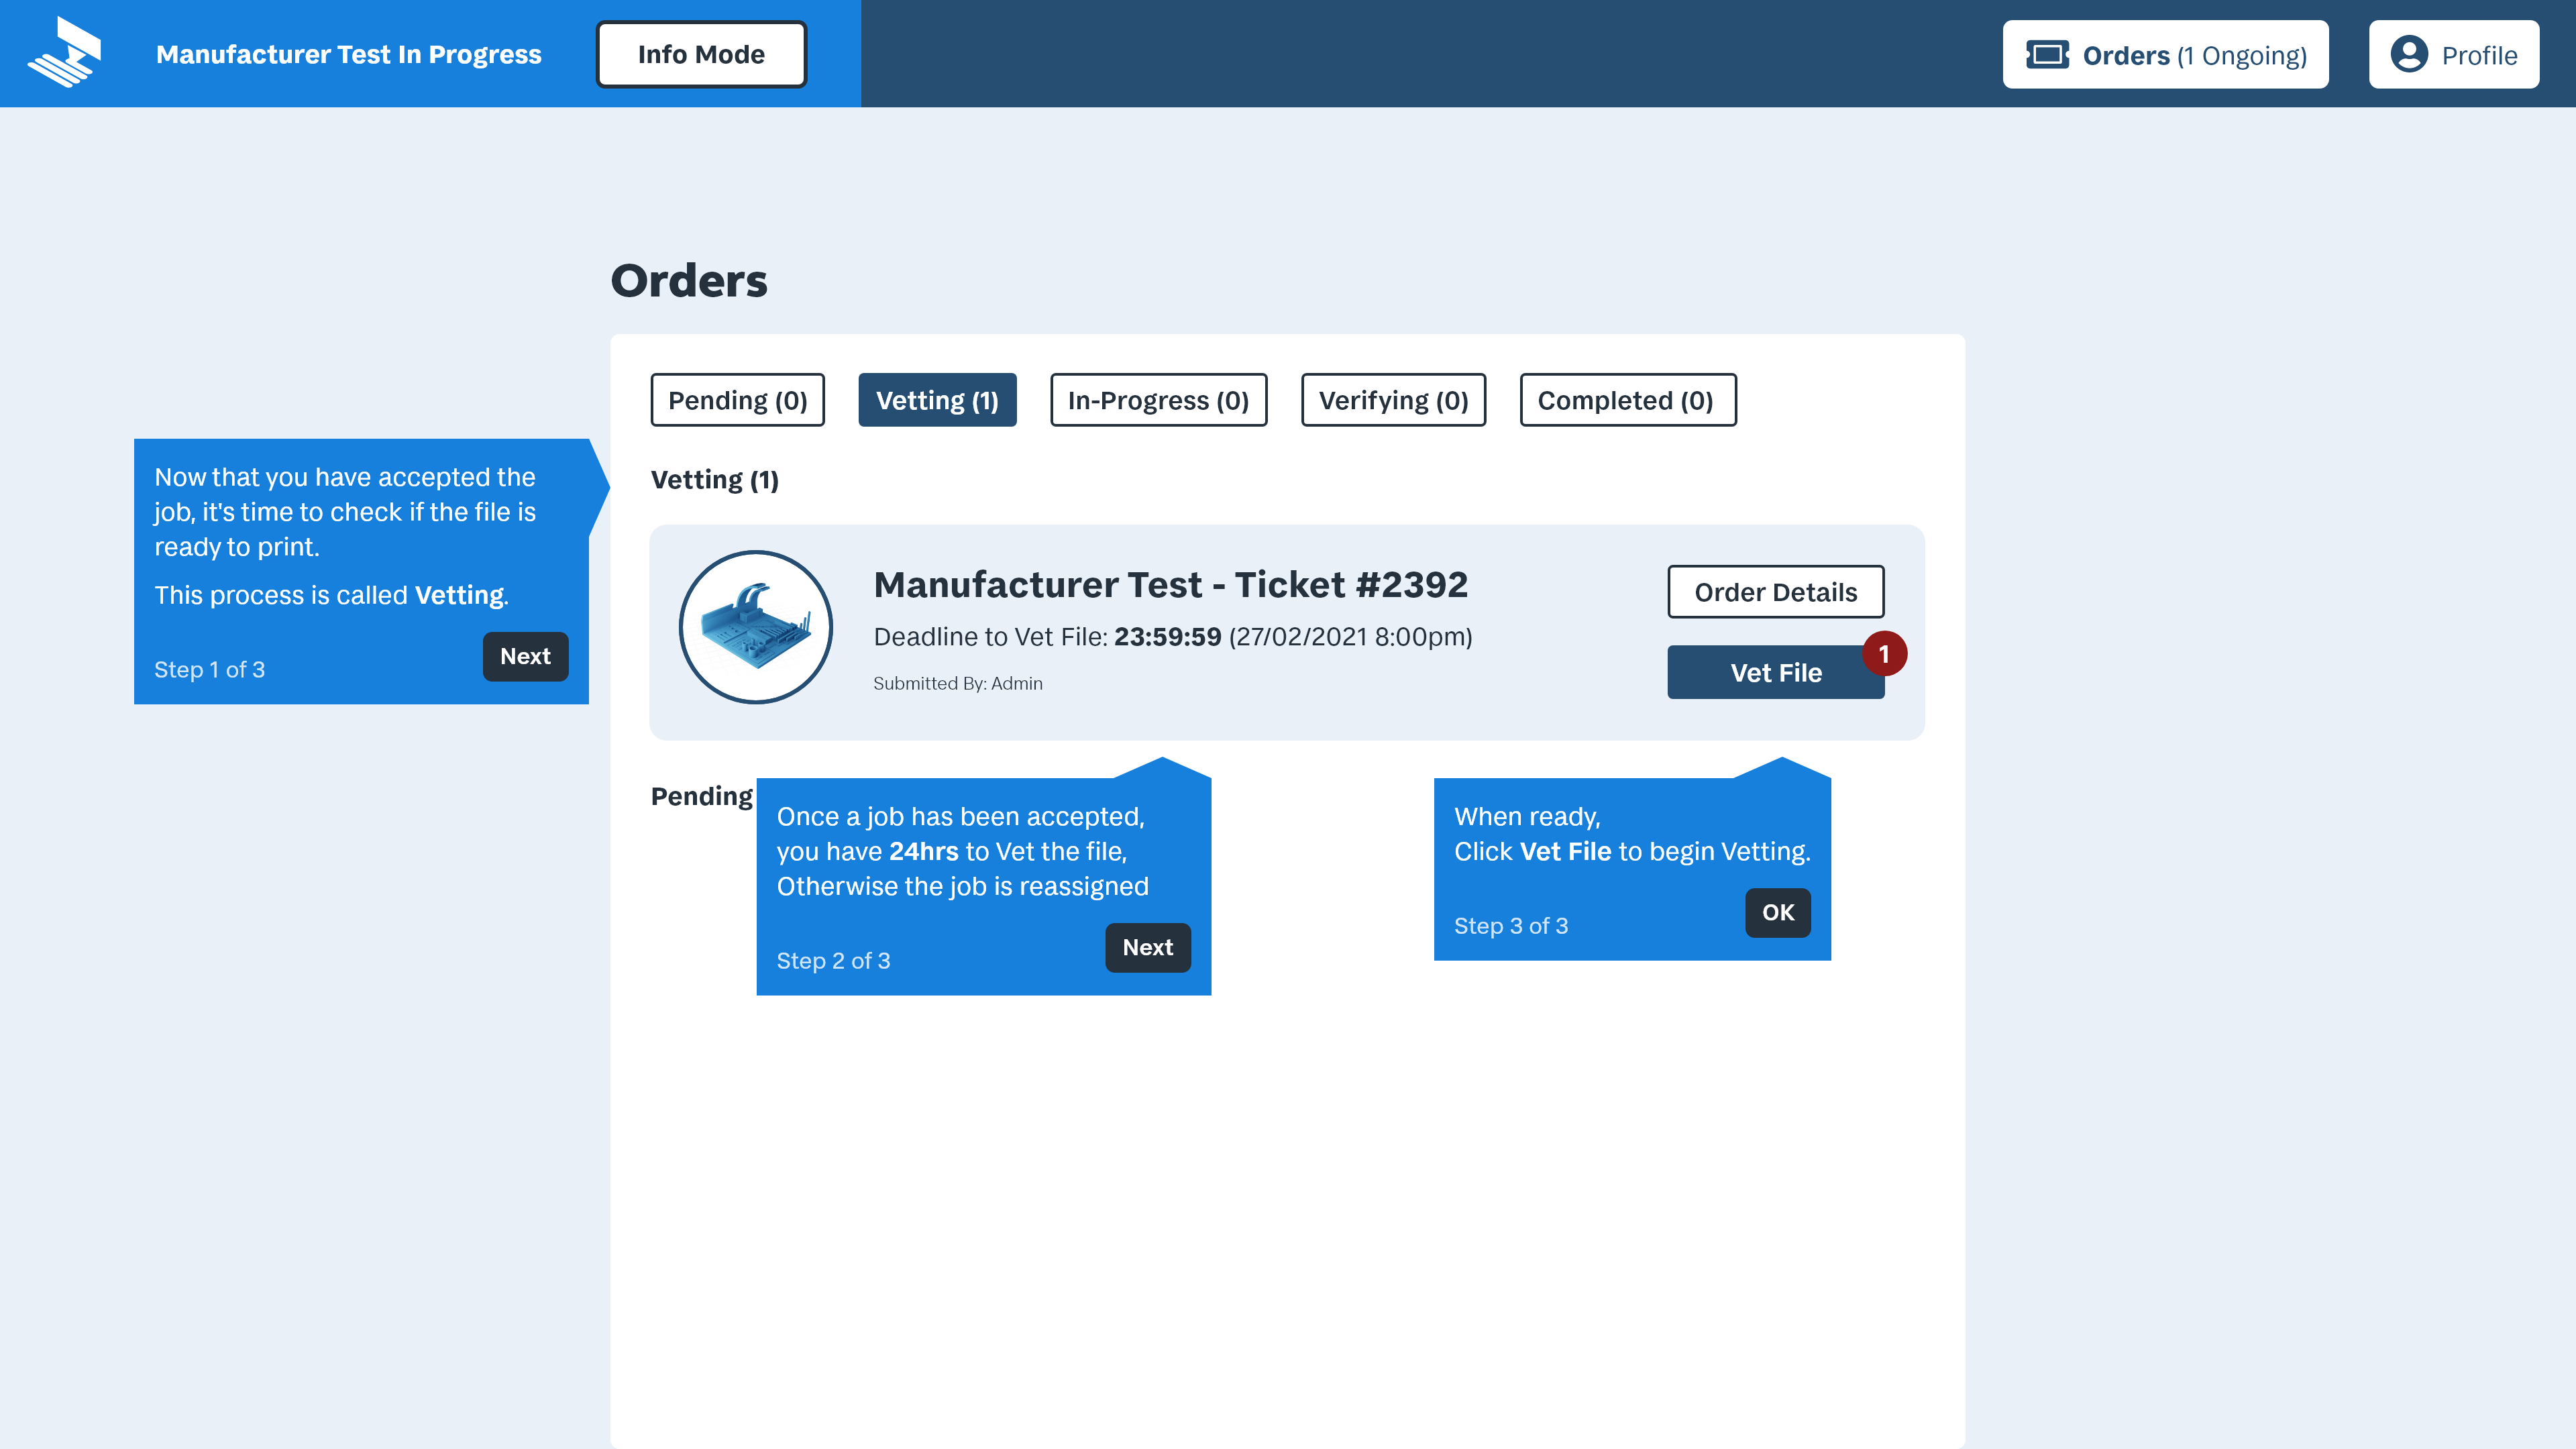 Manufacturer Test In Progress
Info Mode
Orders (1 Ongoing)
Profile
Orders
Pending (0)
Vetting (1)
In-Progress (0)
Verifying (0)
Completed (0)
Vetting (1)
Now that you have accepted the
job, it's time to check if the file is
ready to print.
This process is called Vetting.
Step 1 of 3
Next
Manufacturer Test - Ticket #2392
Deadline to Vet File: 23:59:59 (27/02/2021 8:00pm)
Submitted By: Admin
Order Details
Vet File
1
Pending
Once a job has been accepted,
you have 24hrs to Vet the file,
Otherwise the job is reassigned
Step 2 of 3
Next
When ready,
Click Vet File to begin Vetting.
Step 3 of 3
OK